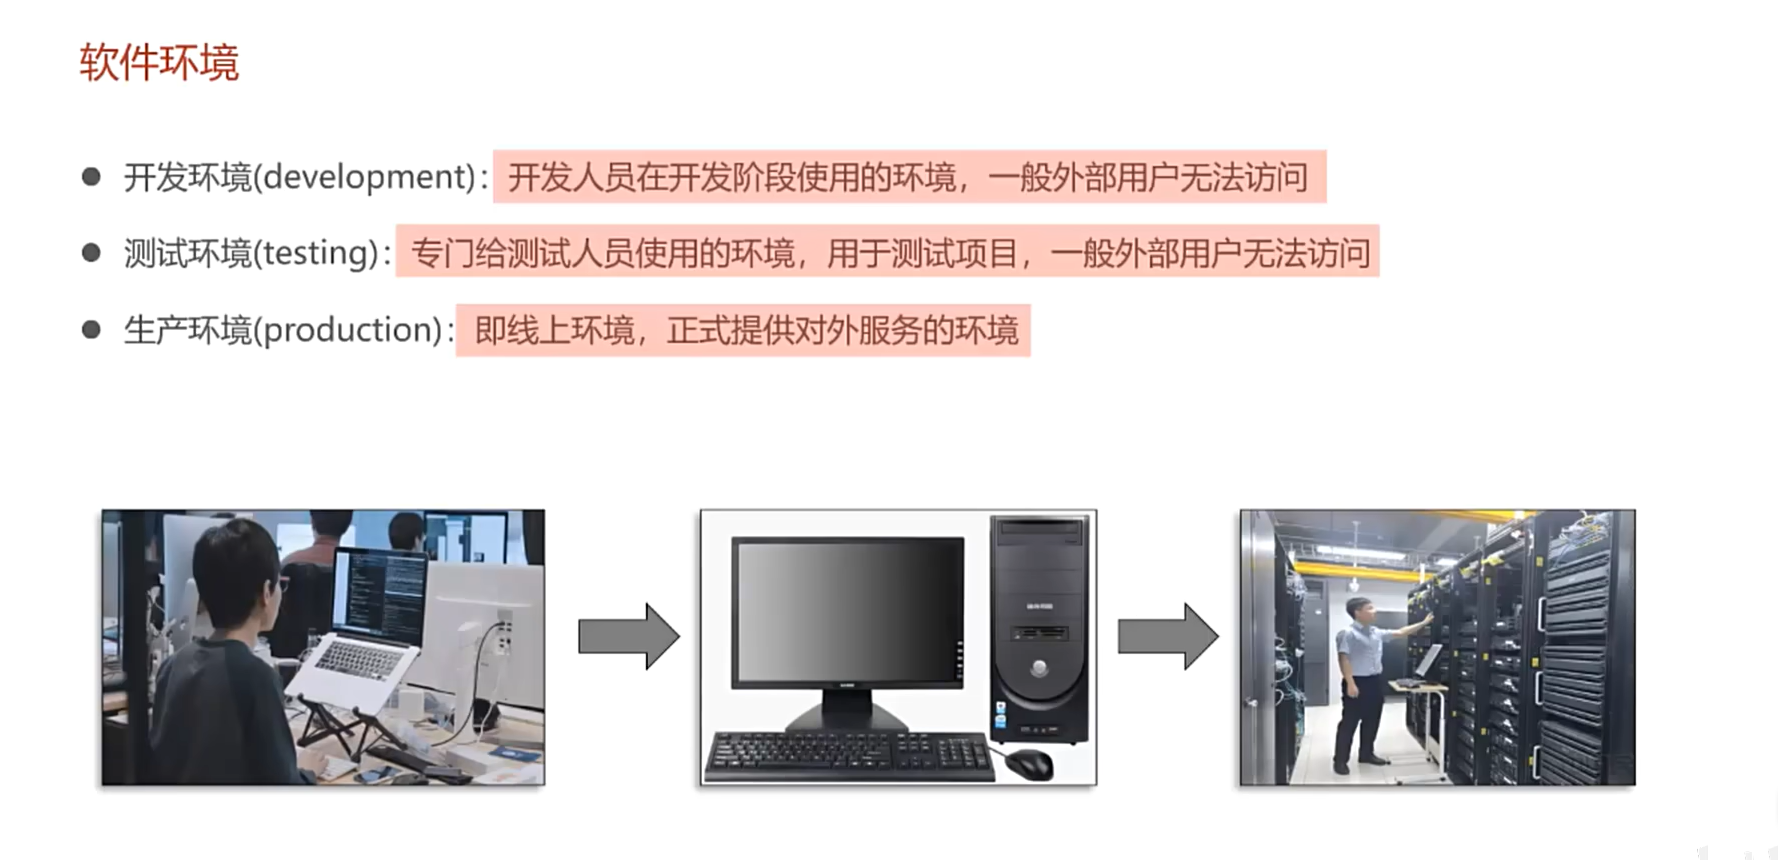 软件环境
开发环境(development)：开发人员在开发阶段使用的环境，一般外部用户无法访问
测试环境(testing)：专门给测试人员使用的环境，用于测试项目，一般外部用户无法访问
生产环境(production)：即线上环境，正式提供对外服务的环境